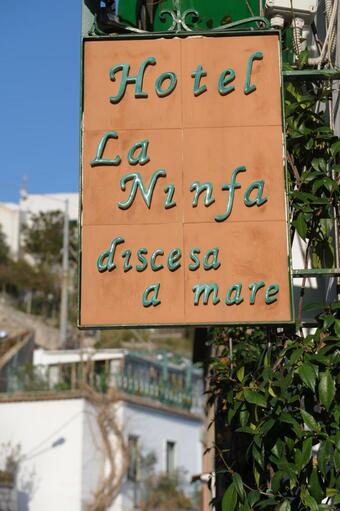 Hotel
La
Ninfa
discesa
a mare